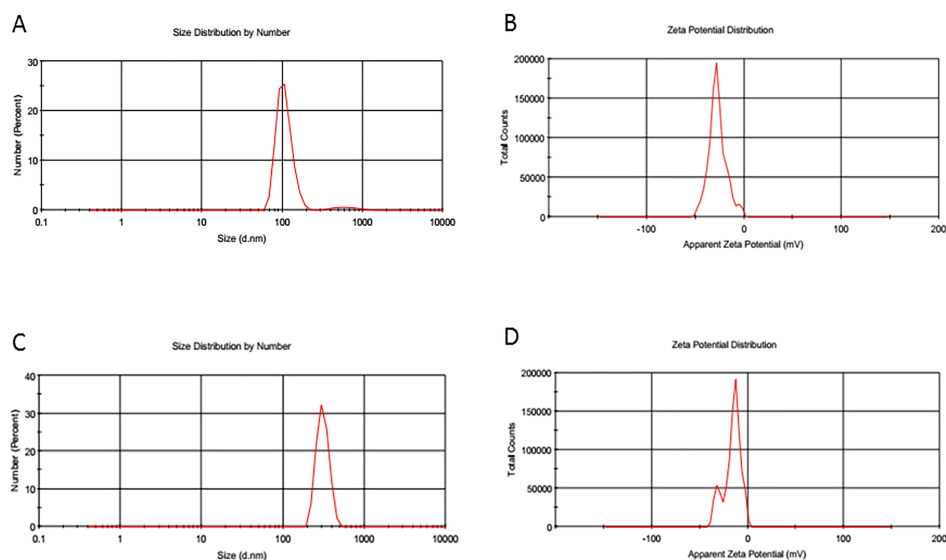 A
Size Distribution by Number
30
20
10
0
Number (Percent)
0.1 1 10 100 1000 10000
Size (d.nm)
B
Zeta Potential Distribution
200000
150000
100000
50000
0
Total Counts
-100 0 100 200
Apparent Zeta Potential (mV)
C
Size Distribution by Number
40
30
20
10
0
Number (Percent)
0.1 1 10 100 1000 10000
Size (d.nm)
D
Zeta Potential Distribution
200000
150000
100000
50000
0
Total Counts
-100 0 100 200
Apparent Zeta Potential (mV)